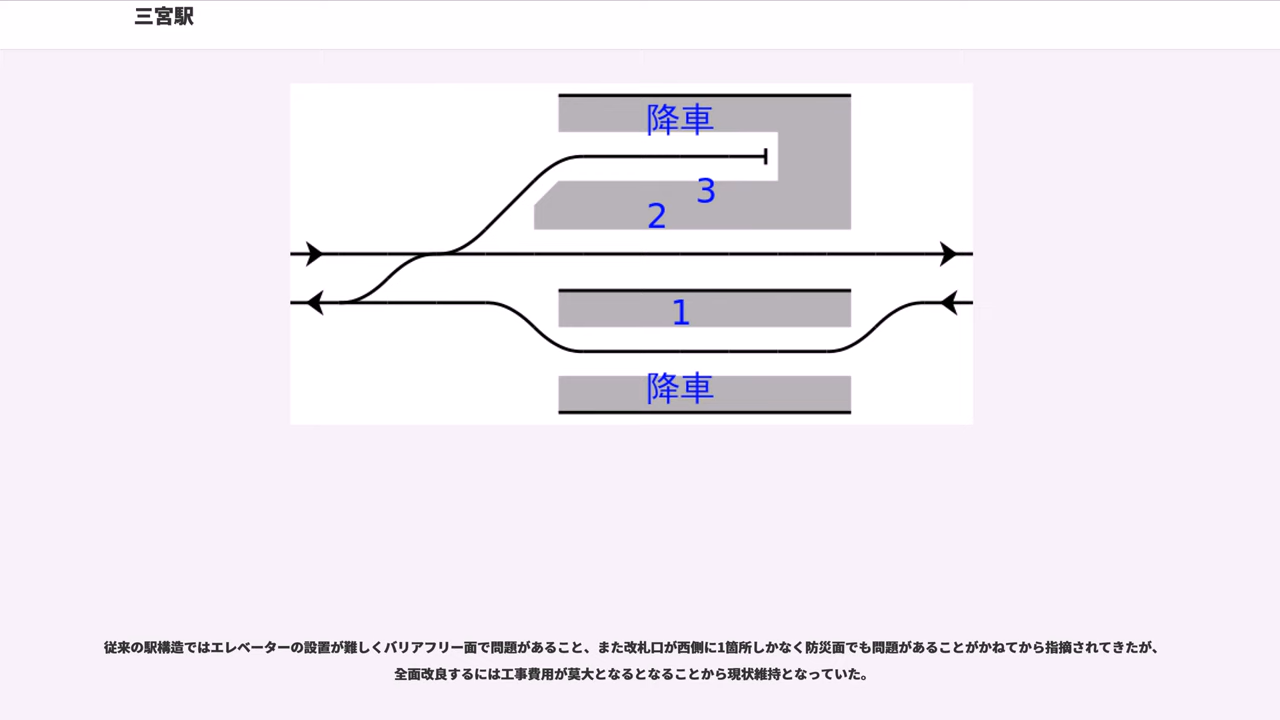 三宮駅
降車
3
2
1
降車
従来の駅構造ではエレベーターの設置が難しくバリアフリー面で問題があること、また改札口が西側に1箇所しかなく防災面でも問題があることがかねてから指摘されてきたが、
全面改良するには工事費用が莫大となるとなることから現状維持となっていた。